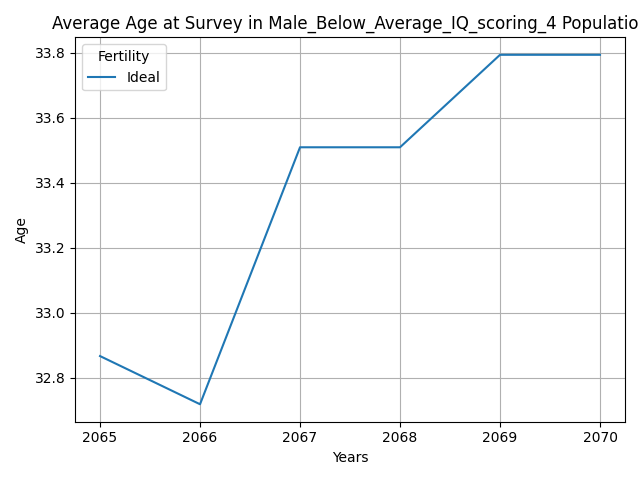 Average Age at Survey in Male_Below_Average_IQ_scoring_4 Populatio
Fertility
Ideal
33.8
33.6
33.4
33.2
33.0
32.8
Age
2065 2066 2067 2068 2069 2070
Years